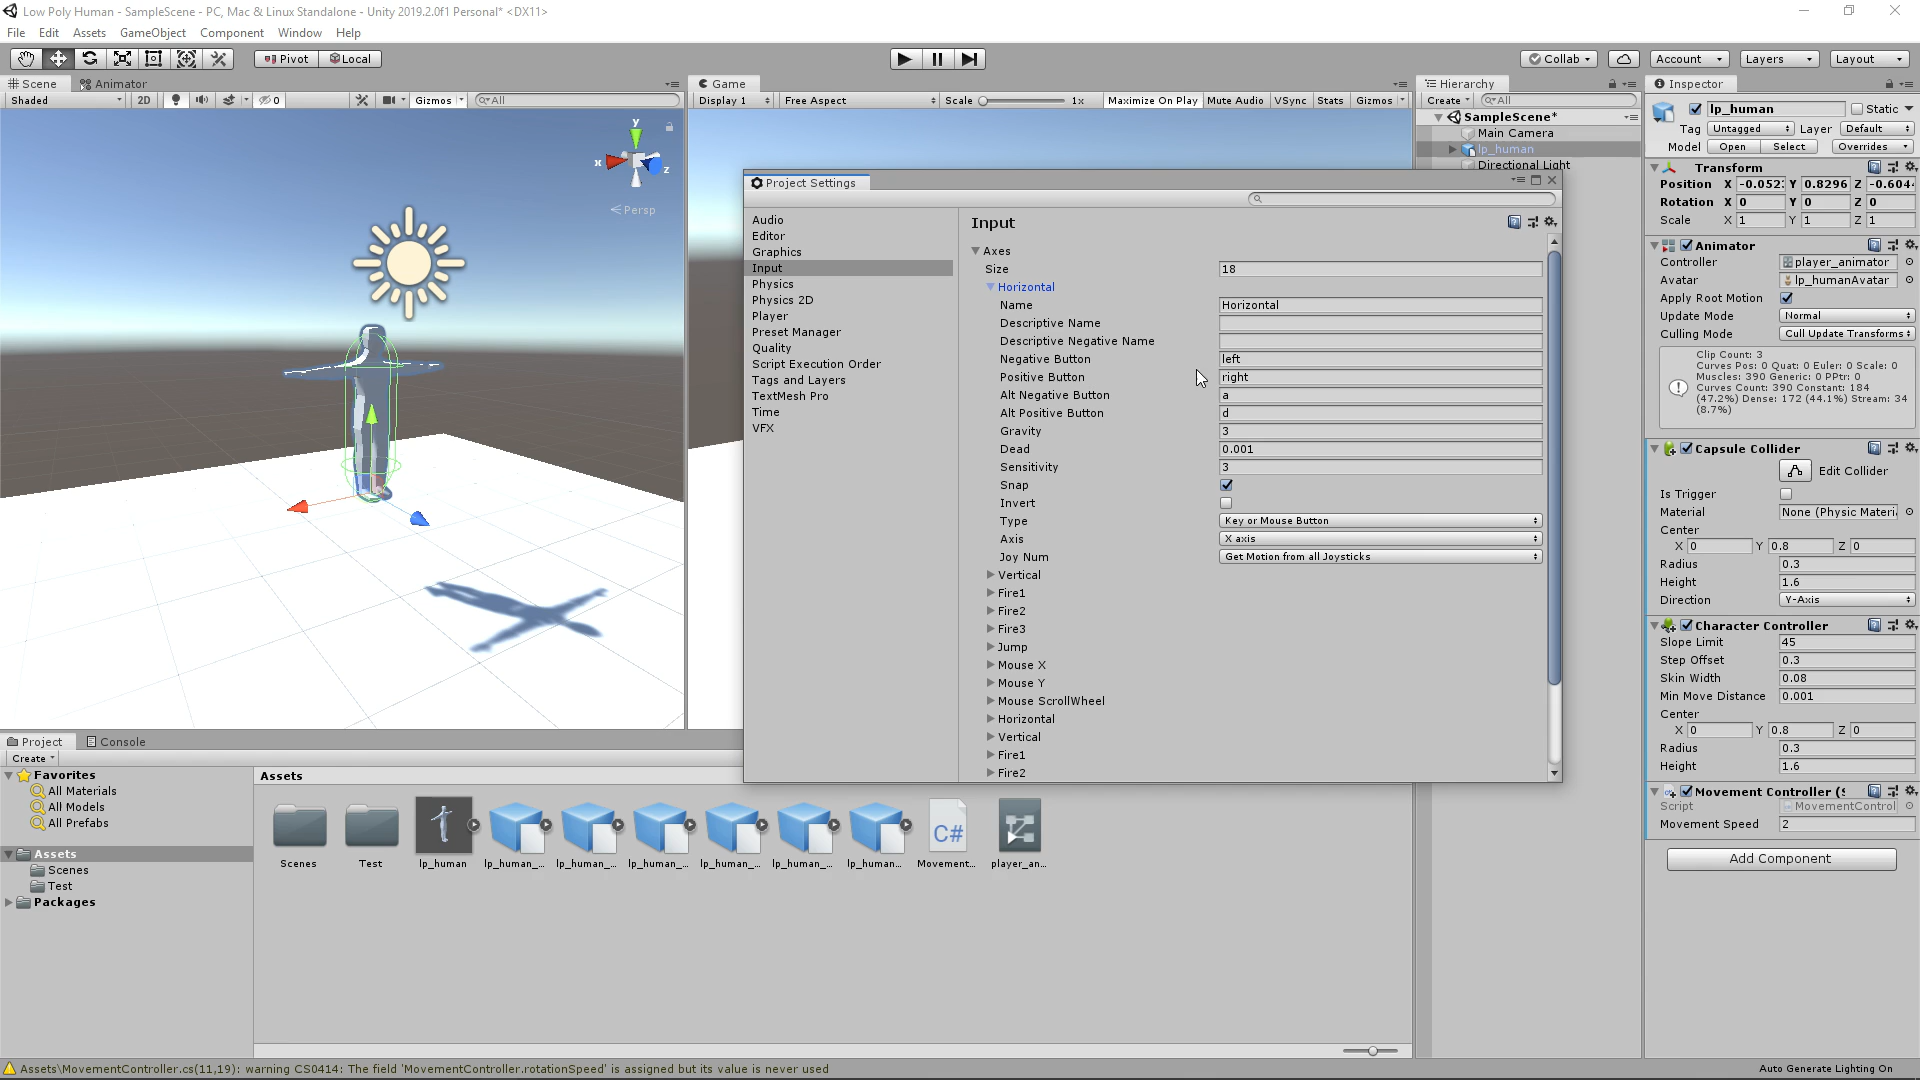 Low Poly Human - SampleScene - PC, Mac & Linux Standalone - Unity 2019.2.0f1 Personal* <DX11>
File Edit Assets GameObject Component Window Help
Pivot Local Collab Account Layers Layout
Scene Animator
Shaded 2D 0 Gizmos All
y
x
z
Persp
Game
Display 1 Free Aspect Scale 1x Maximize On Play Mute Audio VSync Stats Gizmos
Hierarchy
Create All
SampleScene*
Main Camera
lp_human
Directional Light
Project Settings
Audio
Editor
Graphics
Input
Physics
Physics 2D
Player
Preset Manager
Quality
Script Execution Order
Tags and Layers
TextMesh Pro
Time
VFX
Input
Axes
Size 18
Horizontal
Name Horizontal
Descriptive Name
Descriptive Negative Name
Negative Button left
Positive Button right
Alt Negative Button a
Alt Positive Button d
Gravity 3
Dead 0.001
Sensitivity 3
Snap
Invert
Type Key or Mouse Button
Axis X axis
Joy Num Get Motion from all Joysticks
Vertical
Fire1
Fire2
Fire3
Jump
Mouse X
Mouse Y
Mouse ScrollWheel
Horizontal
Vertical
Fire1
Fire2
Inspector
lp_human Static
Tag Untagged Layer Default
Model Open Select Overrides
Transform
Position X -0.052 Y 0.8296 Z -0.604
Rotation X 0 Y 0 Z 0
Scale X 1 Y 1 Z 1
Animator
Controller player_animator
Avatar lp_humanAvatar
Apply Root Motion
Update Mode Normal
Culling Mode Cull Update Transforms
Clip Count: 3
Curves Pos: 0 Quat: 0 Euler: 0 Scale: 0
Muscles: 390 Generic: 0 PPtr: 0
Curves Count: 390 Constant: 184
(47.2%) Dense: 172 (44.1%) Stream: 34
(8.7%)
Capsule Collider
Edit Collider
Is Trigger
Material None (Physic Materi
Center
X 0 Y 0.8 Z 0
Radius 0.3
Height 1.6
Direction Y-Axis
Character Controller
Slope Limit 45
Step Offset 0.3
Skin Width 0.08
Min Move Distance 0.001
Center
X 0 Y 0.8 Z 0
Radius 0.3
Height 1.6
Movement Controller (S
Script MovementControl
Movement Speed 2
Add Component
Project Console
Create
Favorites
All Materials
All Models
All Prefabs
Assets
Scenes
Test
Packages
Assets
C#
Scenes Test lp_human lp_human_... lp_human_... lp_human_... lp_human_... lp_human_... lp_human... Movement... player_an...
Assets\MovementController.cs(11,19): warning CS0414: The field 'MovementController.rotationSpeed' is assigned but its value is never used
Auto Generate Lighting On